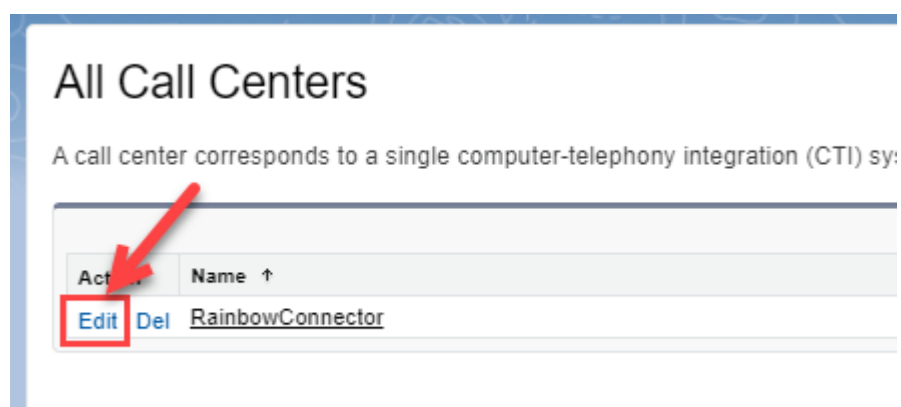 All Call Centers
A call center corresponds to a single computer-telephony integration (CTI)
Name ↑
Edit Del RainbowConnector